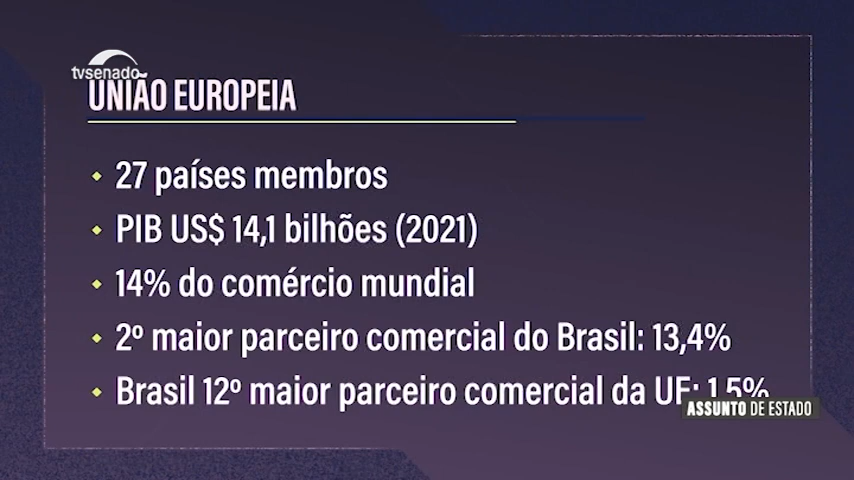 tvsenado
UNIÃO EUROPEIA
27 países membros
PIB US$ 14,1 bilhões (2021)
14% do comércio mundial
2º maior parceiro comercial do Brasil: 13,4%
Brasil 12º maior parceiro comercial da UE: 1,5%
ASSUNTO DE ESTADO